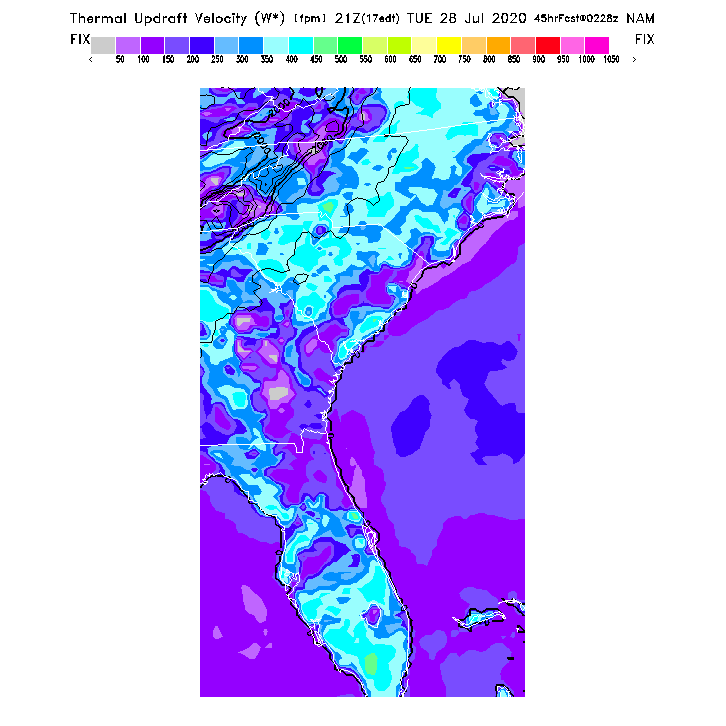 Thermal Updraft Velocity (W*) [fpm] 21Z(17edt) TUE 28 Jul 2020 45hrFcst@0228z NAM
FIX FIX
< 50 100 150 200 250 300 350 400 450 500 550 600 650 700 750 800 850 900 950 1000 1050 >